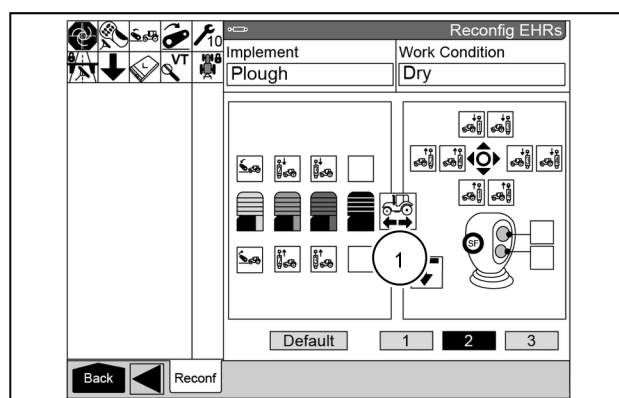 Reconfig EHRs
10
VT
Implement
Work Condition
Plough
Dry
SF
1
Default
1
2
3
Back
Reconf